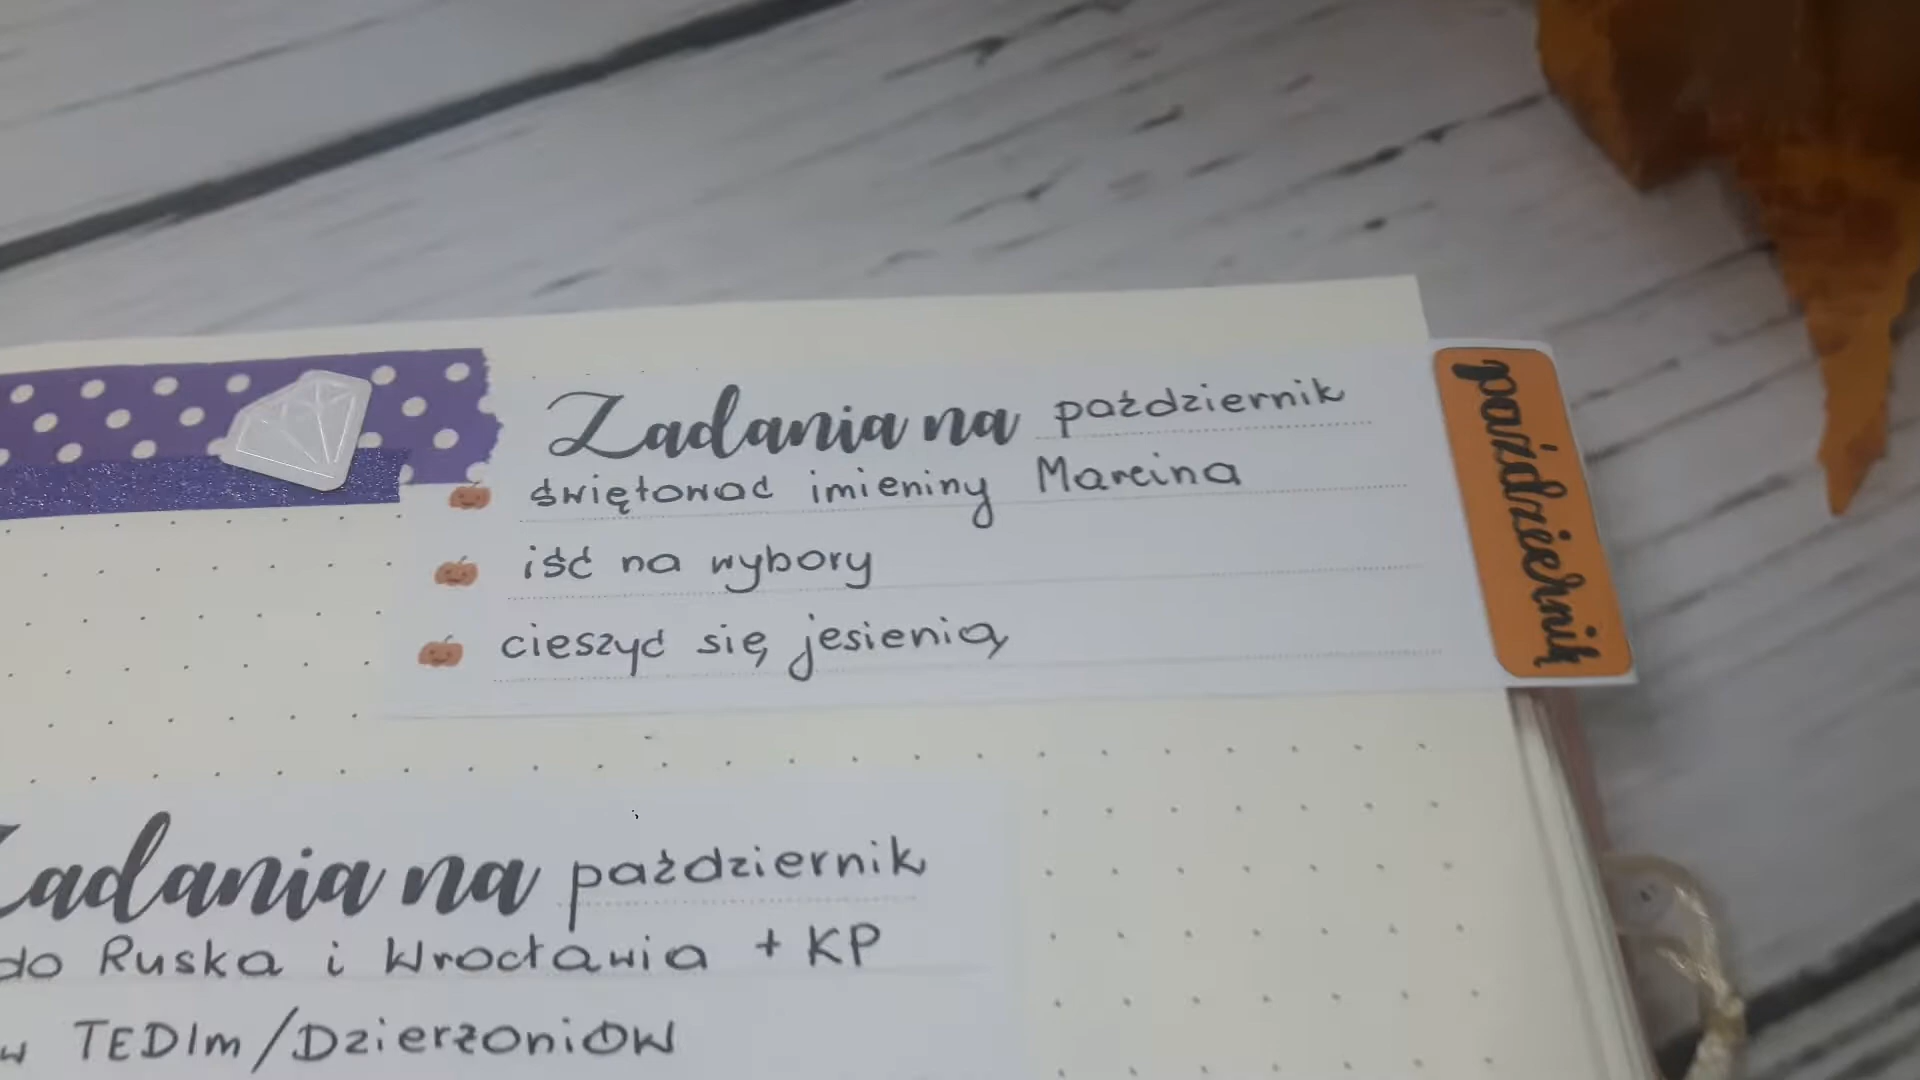 Zadania na październik
świętować imieniny Marcina
iść na wybory
cieszyć się jesienią
październik
Zadania na październik
do Ruska i Wrocławia + KP
w TEDIm/Dzierżoniów